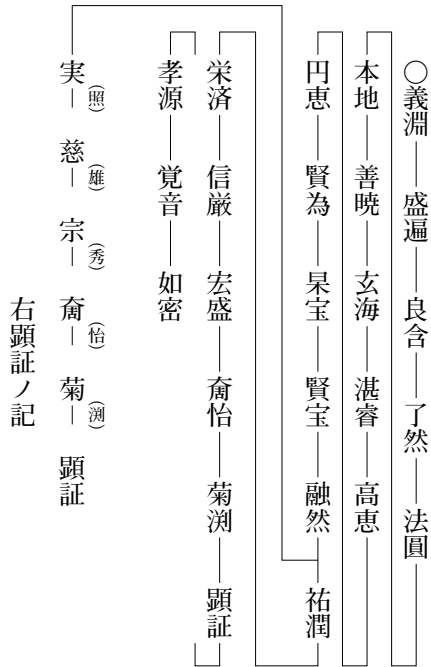 ○義淵―盛遍―良含―了然―法圓
本地―善暁―玄海―湛睿―高恵
円恵―賢為―杲宝―賢宝―融然―祐潤
栄済―信厳―宏盛―奝怡―菊渕―顕証
孝源―覚音―如密
実―(照) 慈―(雄) 宗―(秀) 奝―(怡) 菊―(渕) 顕証
右顕証ノ記